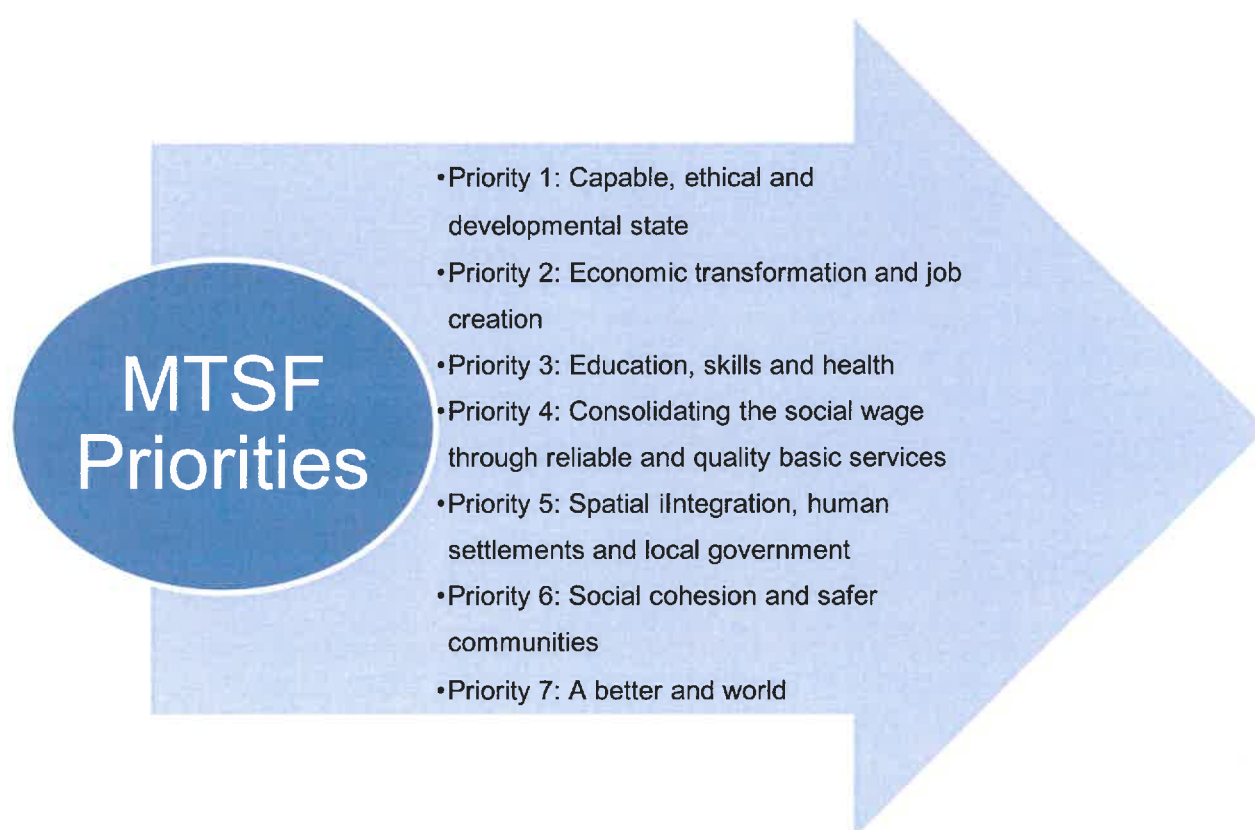 MTSF
Priorities
•Priority 1: Capable, ethical and
developmental state
•Priority 2: Economic transformation and job
creation
•Priority 3: Education, skills and health
•Priority 4: Consolidating the social wage
through reliable and quality basic services
•Priority 5: Spatial iIntegration, human
settlements and local government
•Priority 6: Social cohesion and safer
communities
•Priority 7: A better and world